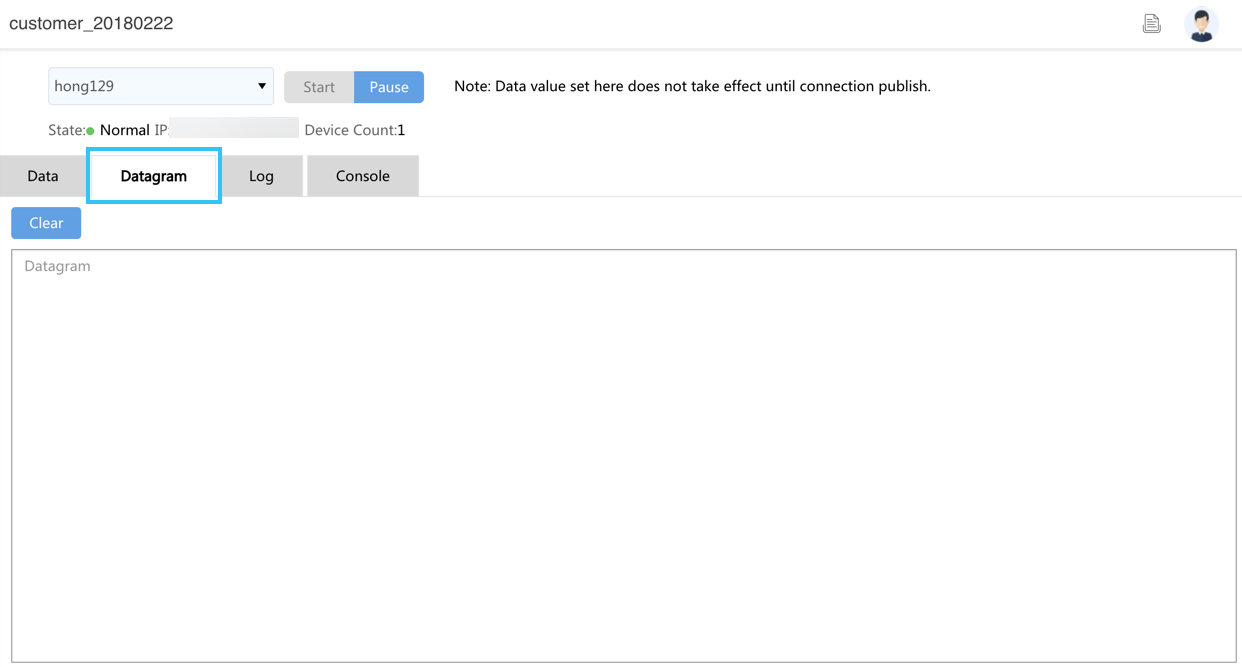 customer_20180222
hong129
Start
Pause
Note: Data value set here does not take effect until connection publish.
State: Normal IP: Device Count:1
Data
Datagram
Log
Console
Clear
Datagram